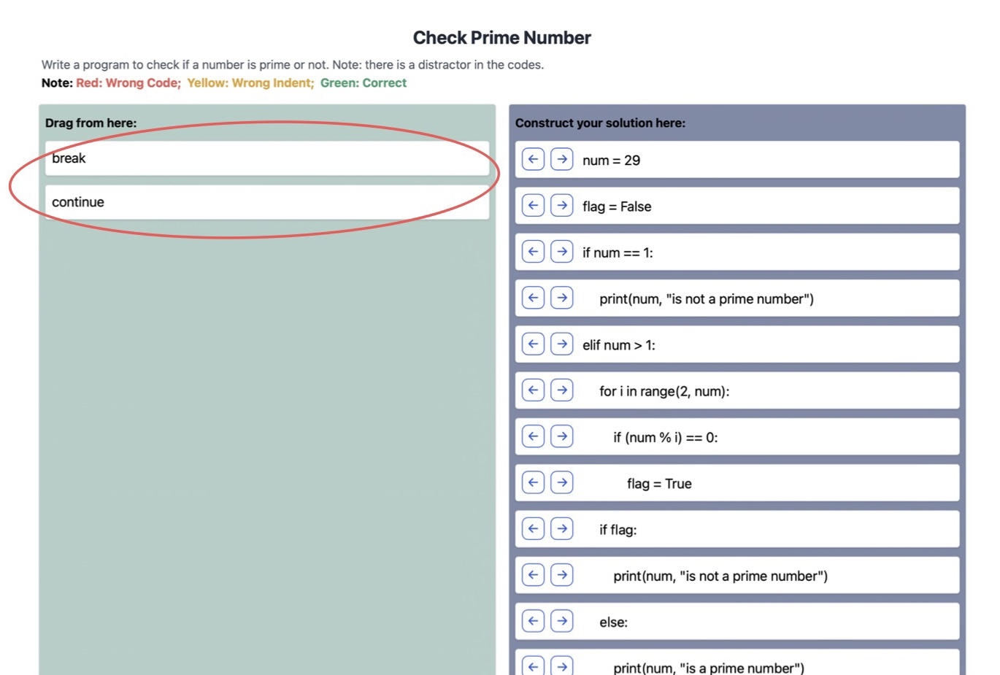 Check Prime Number
Write a program to check if a number is prime or not. Note: there is a distractor in the codes.
Note: Red: Wrong Code; Yellow: Wrong Indent; Green: Correct
Drag from here:
break
continue
Construct your solution here:
num = 29
flag = False
if num == 1:
print(num, "is not a prime number")
elif num > 1:
for i in range(2, num):
if (num % i) == 0:
flag = True
if flag:
print(num, "is not a prime number")
else:
print(num, "is a prime number")